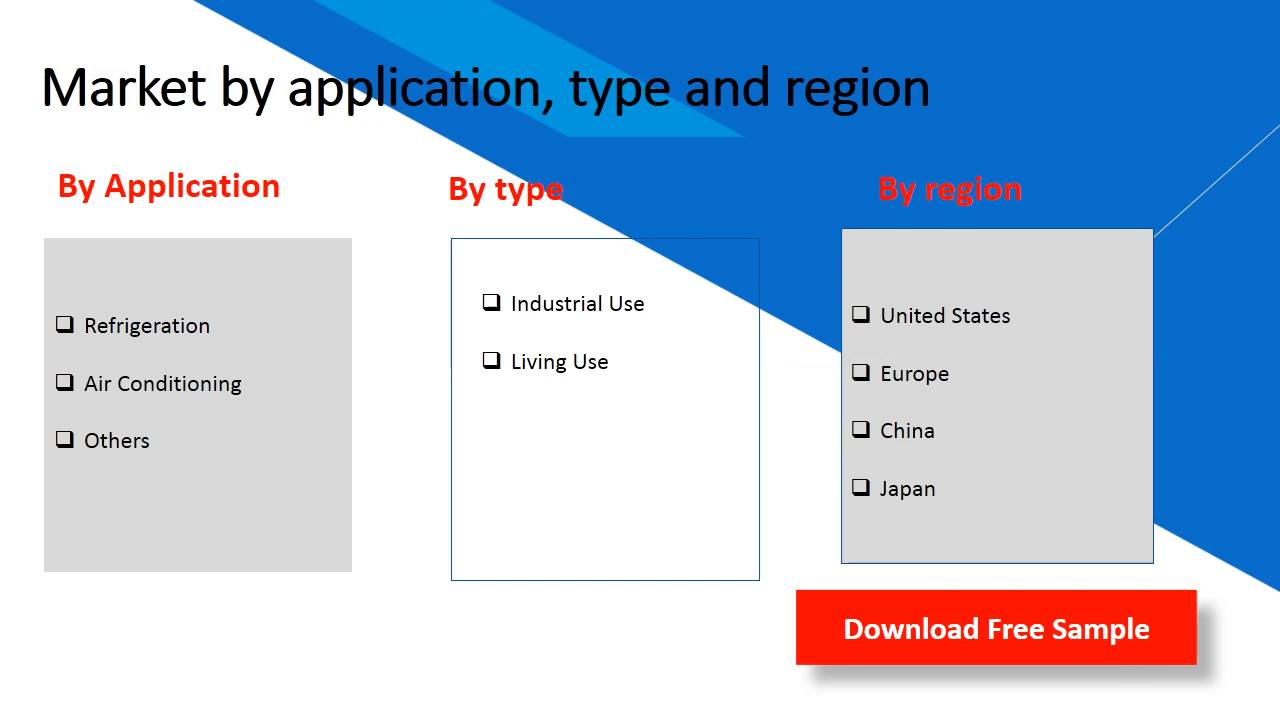 Market by application, type and region
By Application
Refrigeration
Air Conditioning
Others
By type
Industrial Use
Living Use
By region
United States
Europe
China
Japan
Download Free Sample